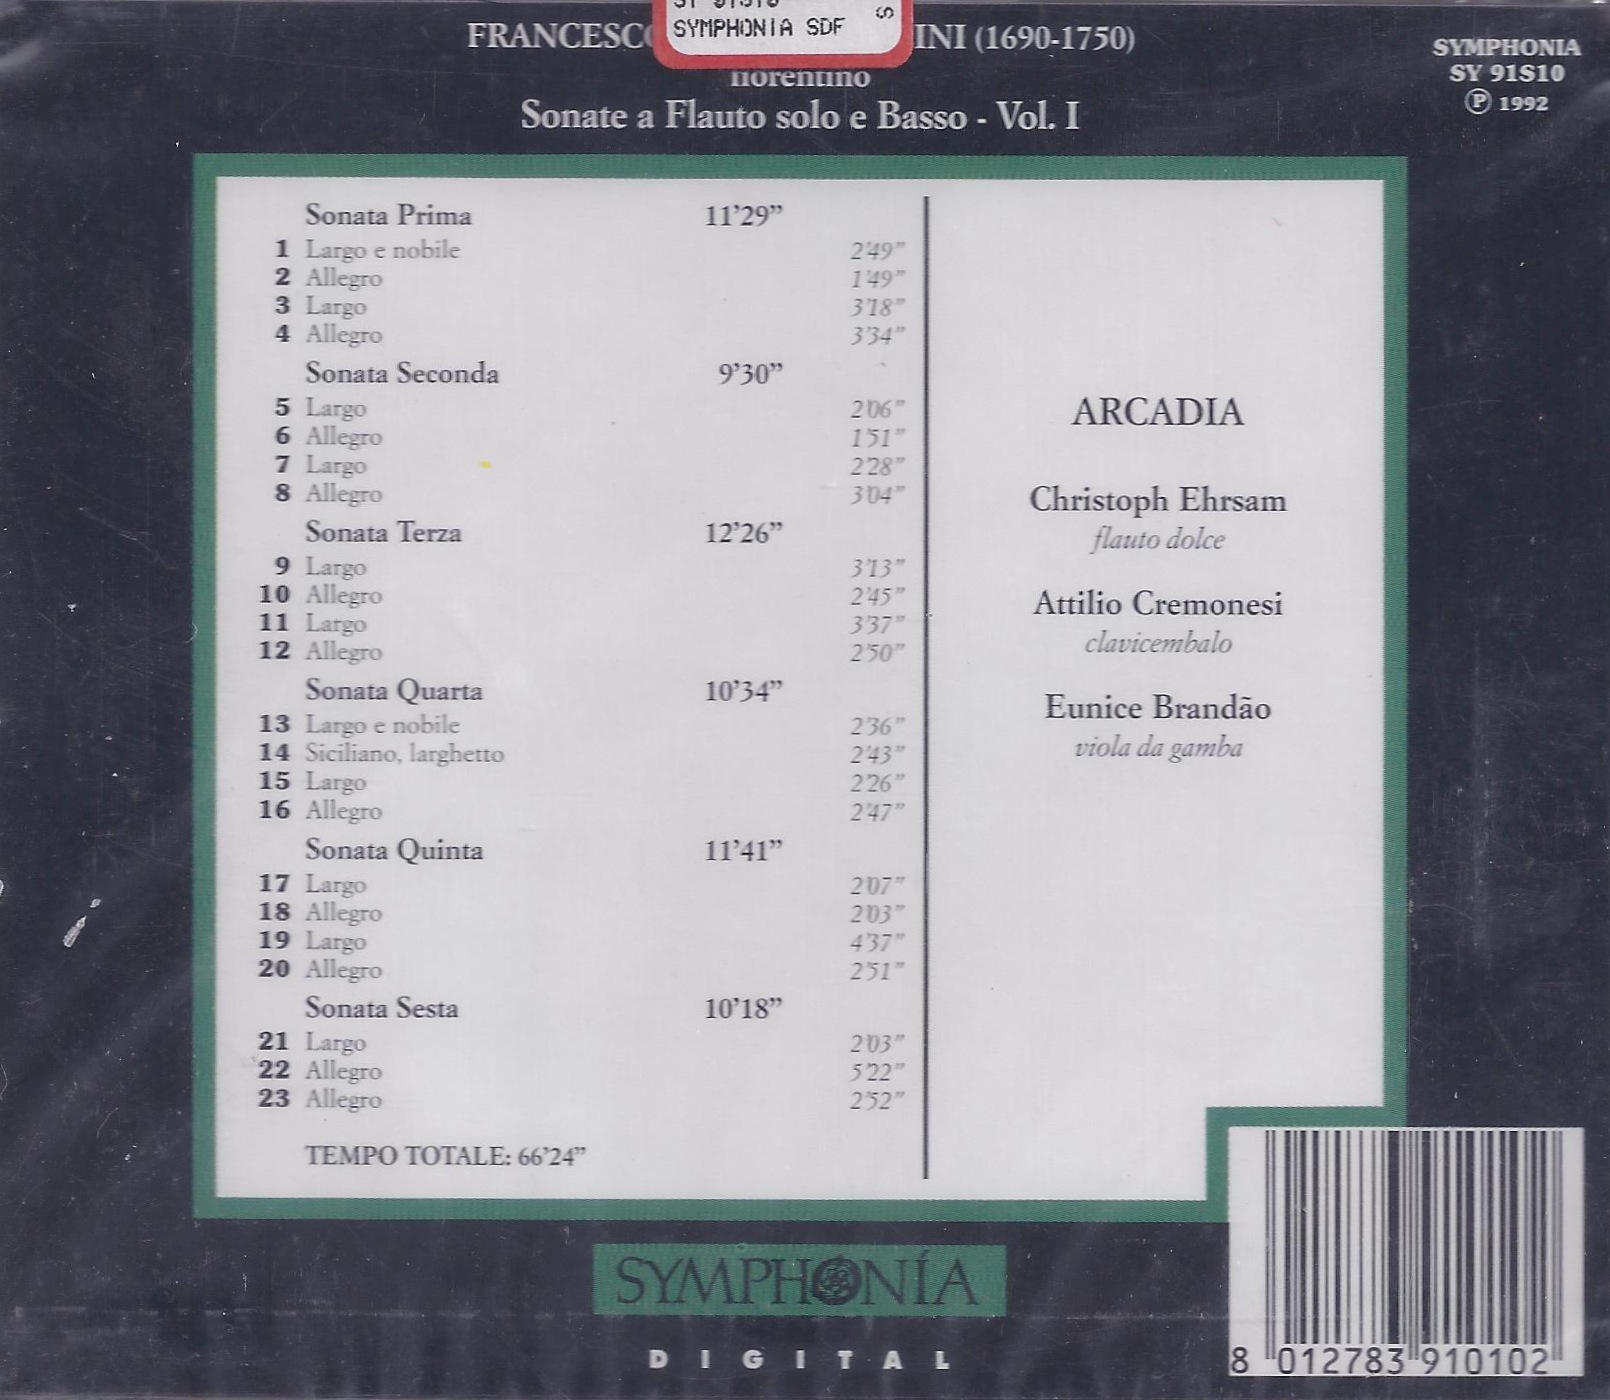 SYMPHONIA SDF
S
FRANCESCO INI (1690-1750)
fiorentino
Sonate a Flauto solo e Basso - Vol. I
SYMPHONIA
SY 91S10
Ⓟ 1992
Sonata Prima 11'29"
1 Largo e nobile 2'49"
2 Allegro 1'49"
3 Largo 3'18"
4 Allegro 3'34"
Sonata Seconda 9'30"
5 Largo 2'06"
6 Allegro 1'51"
7 Largo 2'28"
8 Allegro 3'04"
Sonata Terza 12'26"
9 Largo 3'13"
10 Allegro 2'45"
11 Largo 3'37"
12 Allegro 2'50"
Sonata Quarta 10'34"
13 Largo e nobile 2'36"
14 Siciliano, larghetto 2'43"
15 Largo 2'26"
16 Allegro 2'47"
Sonata Quinta 11'41"
17 Largo 2'07"
18 Allegro 2'03"
19 Largo 4'37"
20 Allegro 2'51"
Sonata Sesta 10'18"
21 Largo 2'03"
22 Allegro 5'22"
23 Allegro 2'52"
TEMPO TOTALE: 66'24"
ARCADIA
Christoph Ehrsam
flauto dolce
Attilio Cremonesi
clavicembalo
Eunice Brandão
viola da gamba
SYMPHONÍA
DIGITAL
8 012783 910102